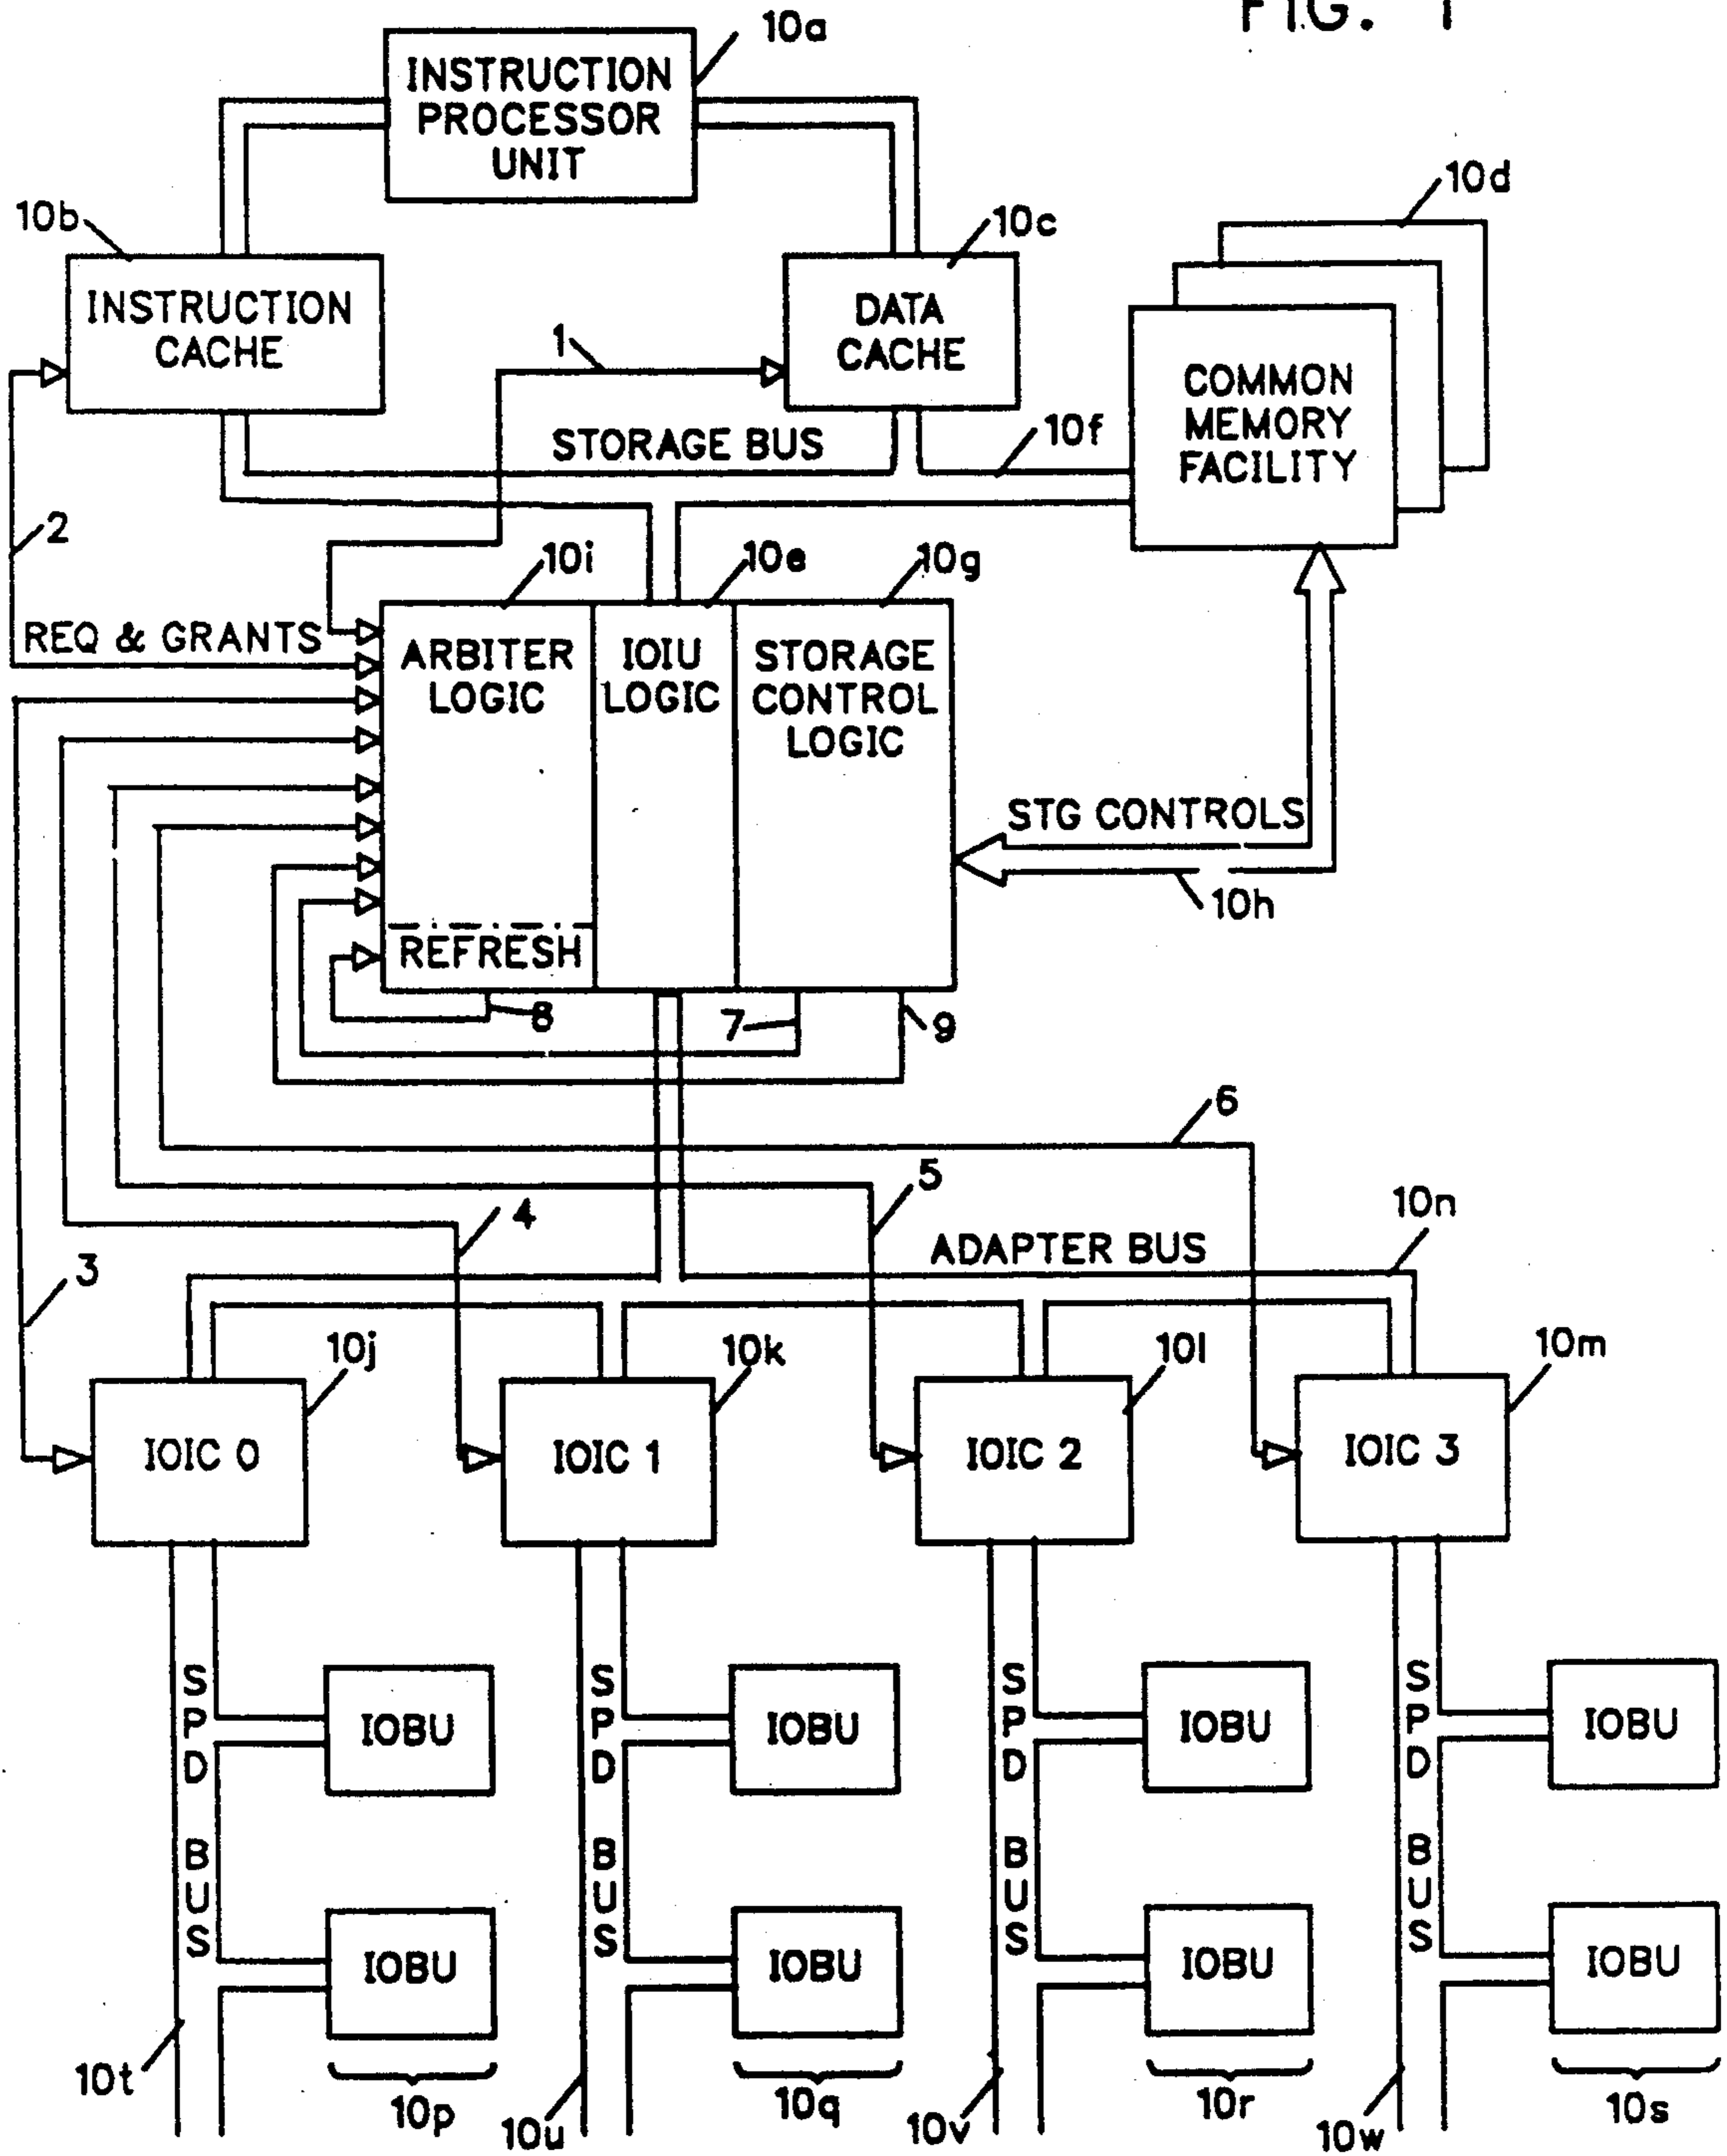 FIG. 1
10a
INSTRUCTION
PROCESSOR
UNIT
10b
10c
10d
INSTRUCTION
CACHE
1
DATA
CACHE
COMMON
MEMORY
FACILITY
STORAGE BUS
10f
2
10i
10e
10g
REQ & GRANTS
ARBITER
LOGIC
IOIU
LOGIC
STORAGE
CONTROL
LOGIC
STG CONTROLS
10h
REFRESH
8
7
9
6
5
4
10n
ADAPTER BUS
3
10j
10k
10l
10m
IOIC 0
IOIC 1
IOIC 2
IOIC 3
SPD BUS
IOBU
IOBU
SPD BUS
IOBU
IOBU
SPD BUS
IOBU
IOBU
SPD BUS
IOBU
IOBU
10t
10p
10u
10q
10v
10r
10w
10s